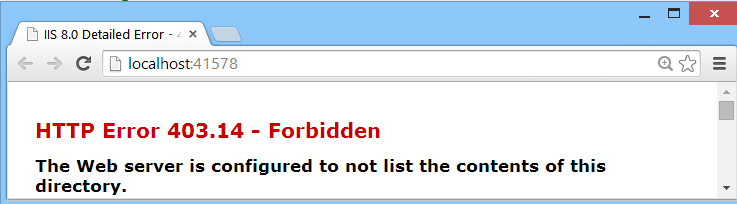 IIS 8.0 Detailed Error - 4
localhost:41578
HTTP Error 403.14 - Forbidden
The Web server is configured to not list the contents of this
directory.